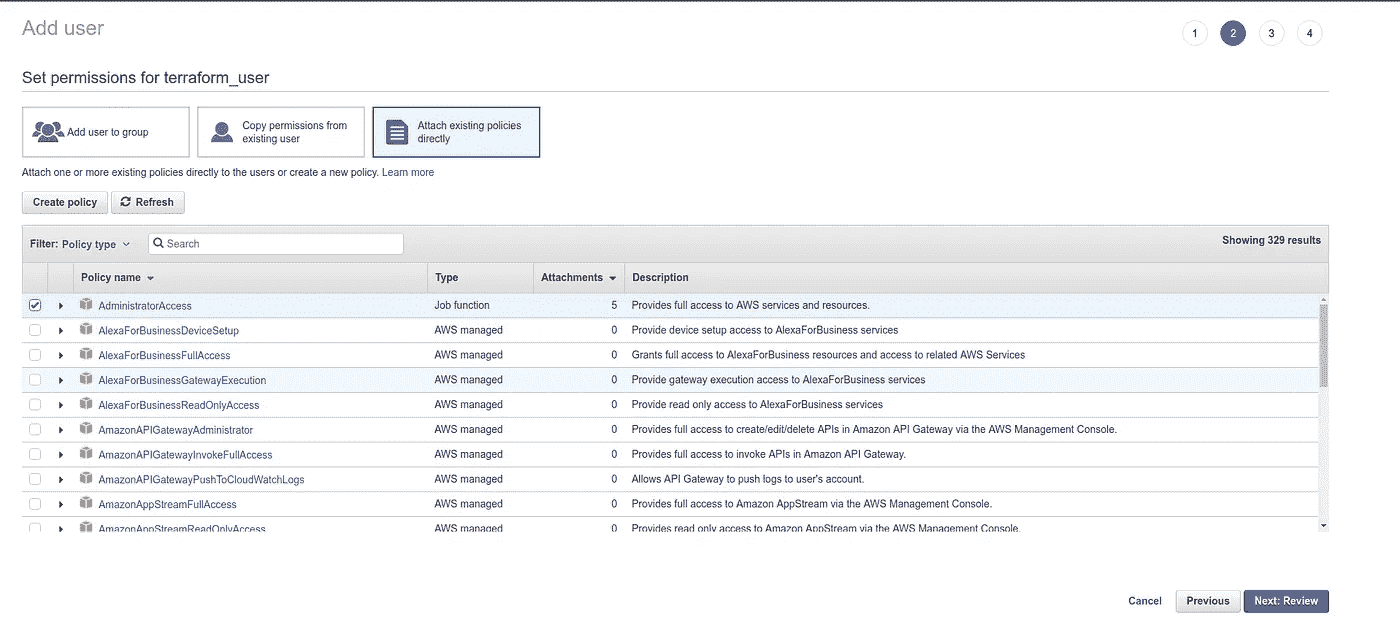 Add user
1 2 3 4
Set permissions for terraform_user
Add user to group
Copy permissions from
existing user
Attach existing policies
directly
Attach one or more existing policies directly to the users or create a new policy. Learn more
Create policy Refresh
Filter: Policy type Search Showing 329 results
Policy name Type Attachments Description
AdministratorAccess Job function 5 Provides full access to AWS services and resources.
AlexaForBusinessDeviceSetup AWS managed 0 Provide device setup access to AlexaForBusiness services
AlexaForBusinessFullAccess AWS managed 0 Grants full access to AlexaForBusiness resources and access to related AWS Services
AlexaForBusinessGatewayExecution AWS managed 0 Provide gateway execution access to AlexaForBusiness services
AlexaForBusinessReadOnlyAccess AWS managed 0 Provide read only access to AlexaForBusiness services
AmazonAPIGatewayAdministrator AWS managed 0 Provides full access to create/edit/delete APIs in Amazon API Gateway via the AWS Management Console.
AmazonAPIGatewayInvokeFullAccess AWS managed 0 Provides full access to invoke APIs in Amazon API Gateway.
AmazonAPIGatewayPushToCloudWatchLogs AWS managed 0 Allows API Gateway to push logs to user's account.
AmazonAppStreamFullAccess AWS managed 0 Provides full access to Amazon AppStream via the AWS Management Console.
AmazonAppStreamReadOnlyAccess AWS managed 0 Provides read only access to Amazon AppStream via the AWS Management Console.
Cancel Previous Next: Review